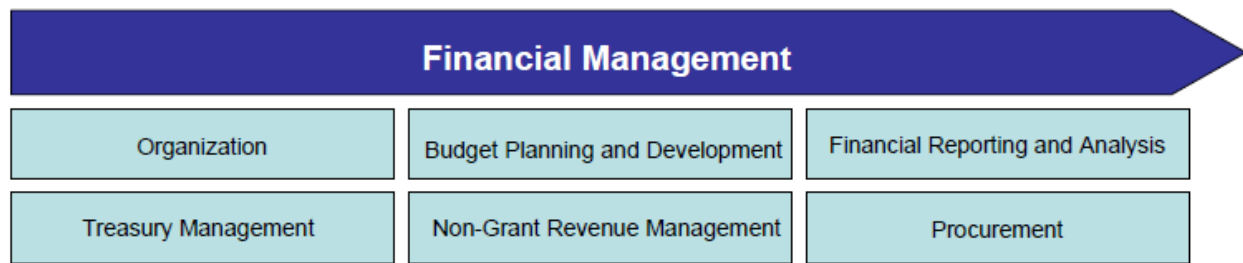 Financial Management
Organization
Budget Planning and Development
Financial Reporting and Analysis
Treasury Management
Non-Grant Revenue Management
Procurement